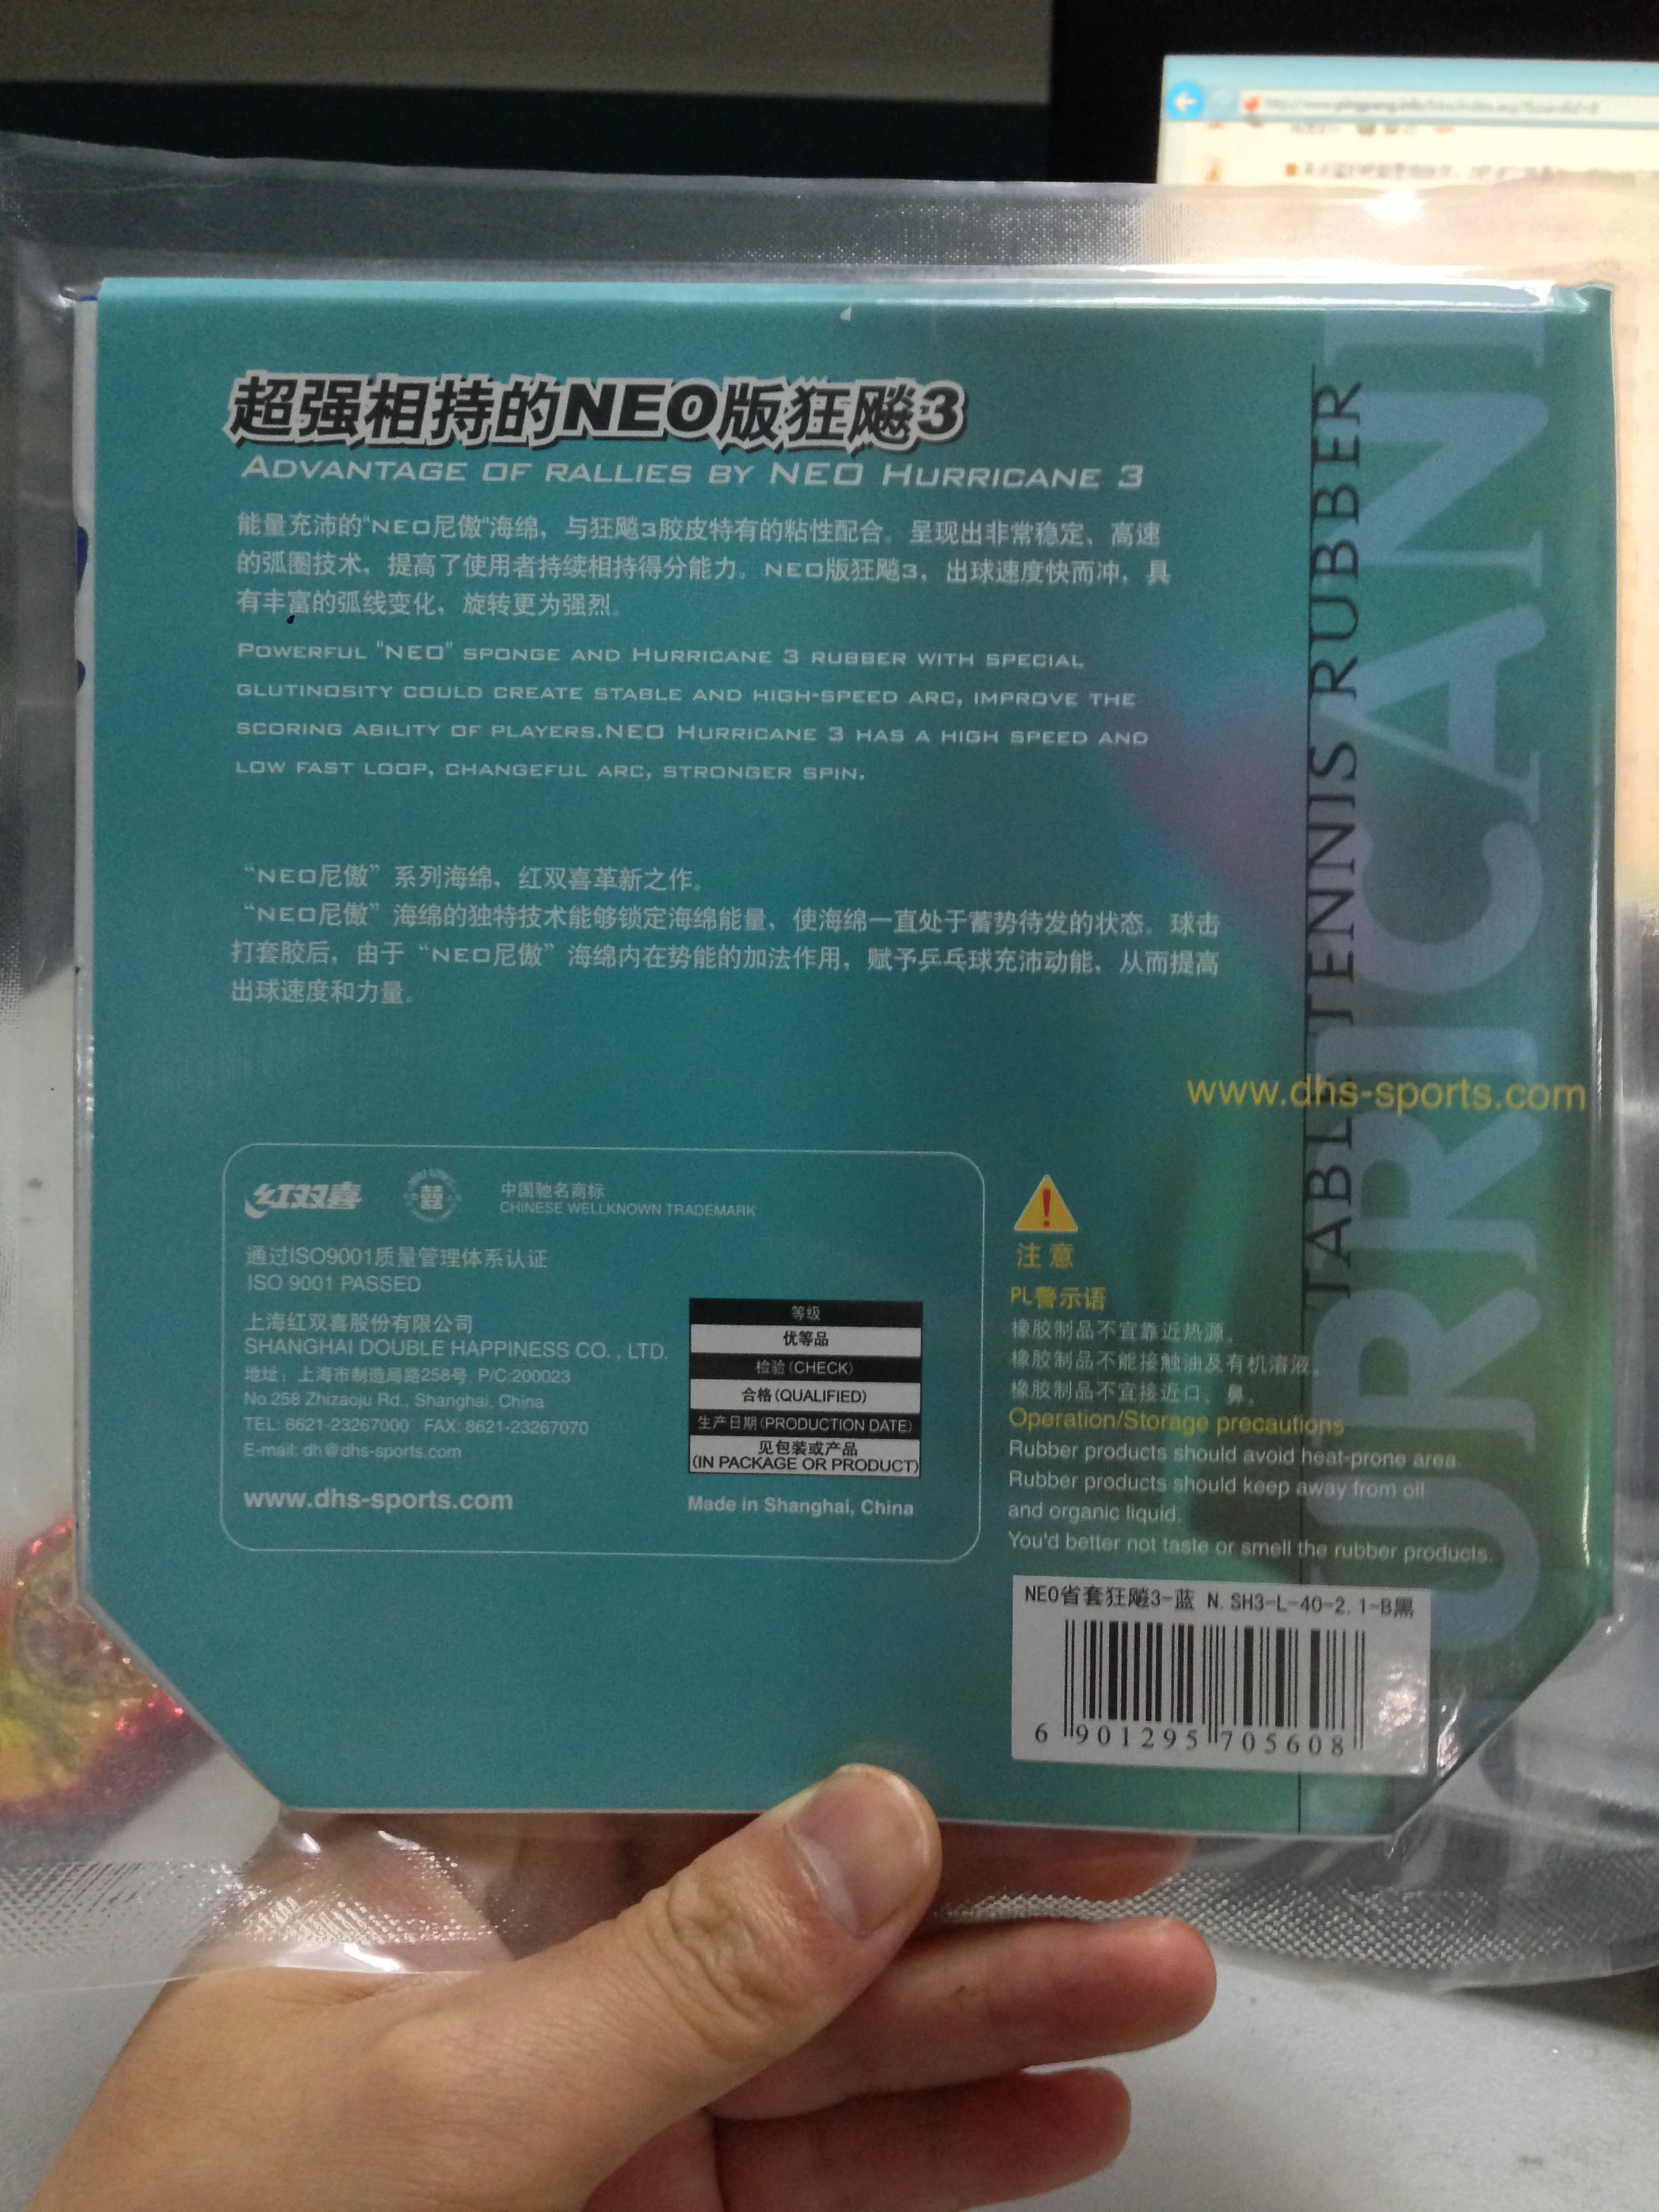 超强相持的NEO版狂飚3
ADVANTAGE OF RALLIES BY NEO HURRICANE 3
能量充沛的"NEO尼傲"海绵，与狂飚3胶皮特有的粘性配合。呈现出非常稳定、高速
的弧圈技术，提高了使用者持续相持得分能力。NEO版狂飚3，出球速度快而冲，具
有丰富的弧线变化，旋转更为强烈。
POWERFUL "NEO" SPONGE AND HURRICANE 3 RUBBER WITH SPECIAL
GLUTINOSITY COULD CREATE STABLE AND HIGH-SPEED ARC, IMPROVE THE
SCORING ABILITY OF PLAYERS.NEO HURRICANE 3 HAS A HIGH SPEED AND
LOW FAST LOOP, CHANGEFUL ARC, STRONGER SPIN.
“NEO尼傲”系列海绵，红双喜革新之作。
“NEO尼傲”海绵的独特技术能够锁定海绵能量，使海绵一直处于蓄势待发的状态。球击
打套胶后，由于“NEO尼傲”海绵内在势能的加法作用，赋予乒乓球充沛动能，从而提高
出球速度和力量。
TABLE TENNIS RUBBER
URRICAN
www.dhs-sports.com
红双喜
中国驰名商标
CHINESE WELLKNOWN TRADEMARK
通过ISO9001质量管理体系认证
ISO 9001 PASSED
上海红双喜股份有限公司
SHANGHAI DOUBLE HAPPINESS CO., LTD.
地址：上海市制造局路258号 P/C:200023
No.258 Zhizaoju Rd., Shanghai, China
TEL: 8621-23267000 FAX: 8621-23267070
E-mail: dh@dhs-sports.com
www.dhs-sports.com
等级
优等品
检验(CHECK)
合格(QUALIFIED)
生产日期(PRODUCTION DATE)
见包装或产品
(IN PACKAGE OR PRODUCT)
Made in Shanghai, China
注意
PL警示语
橡胶制品不宜靠近热源。
橡胶制品不能接触油及有机溶液。
橡胶制品不宜接近口、鼻。
Operation/Storage precautions
Rubber products should avoid heat-prone area.
Rubber products should keep away from oil
and organic liquid.
You'd better not taste or smell the rubber products.
NEO省套狂飚3-蓝 N.SH3-L-40-2.1-B黑
6 901295 705608